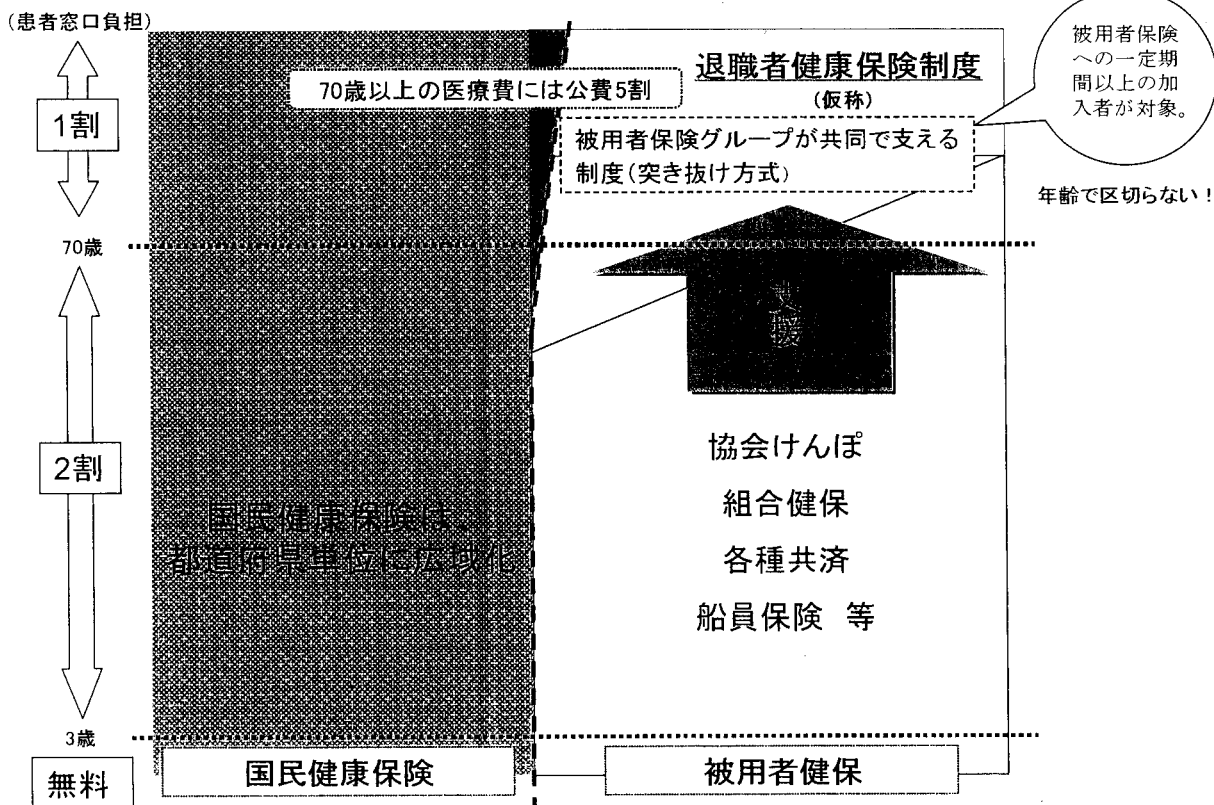 (患者窓口負担)
1割
70歳
2割
3歳
無料
70歳以上の医療費には公費5割
退職者健康保険制度
(仮称)
被用者保険グループが共同で支える
制度(突き抜け方式)
被用者保険
への一定期
間以上の加
入者が対象。
年齢で区切らない!
支援
協会けんぽ
組合健保
各種共済
船員保険 等
国民健康保険は、
都道府県単位に広域化
国民健康保険
被用者健保